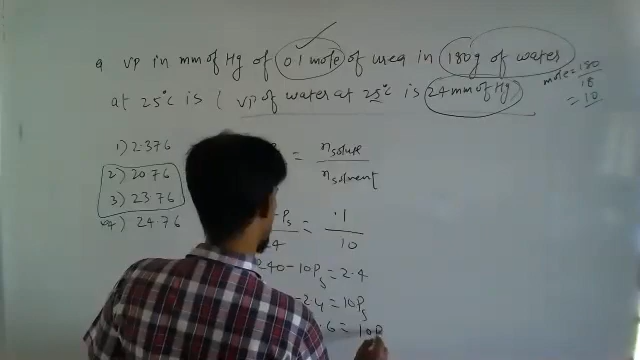 q VP in mm of Hg of 0.1 mole of urea in 180g of water
at 25°C is ( VP of water at 25°C is 24 mm of Hg)
mole = 180
18
= 10
1) 2.376
2) 20.76
3) 23.76
4) 24.76
= n solute
n solvent
- Ps = .1
24 10
240 - 10Ps = 2.4
- 2.4 = 10Ps
.6 = 10P